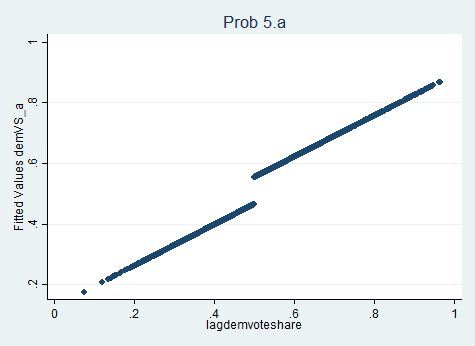 Prob 5.a
Fitted Values demVS_a
1
.8
.6
.4
.2
0 .2 .4 .6 .8 1
lagdemvoteshare